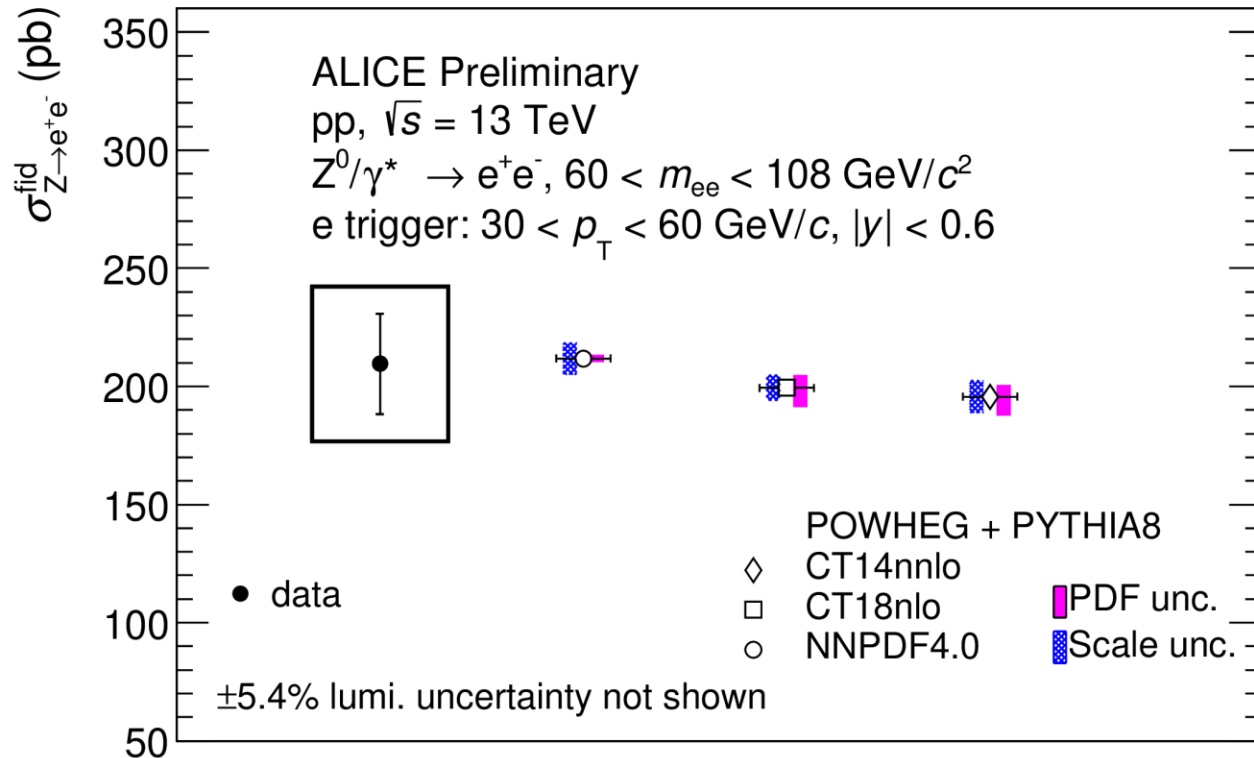 σ^fid_Z→e⁺e⁻ (pb)
350
300
250
200
150
100
50
ALICE Preliminary
pp, √s = 13 TeV
Z⁰/γ* → e⁺e⁻, 60 < m_ee < 108 GeV/c²
e trigger: 30 < p_T < 60 GeV/c, |y| < 0.6
data
POWHEG + PYTHIA8
CT14nnlo
CT18nlo
NNPDF4.0
PDF unc.
Scale unc.
±5.4% lumi. uncertainty not shown